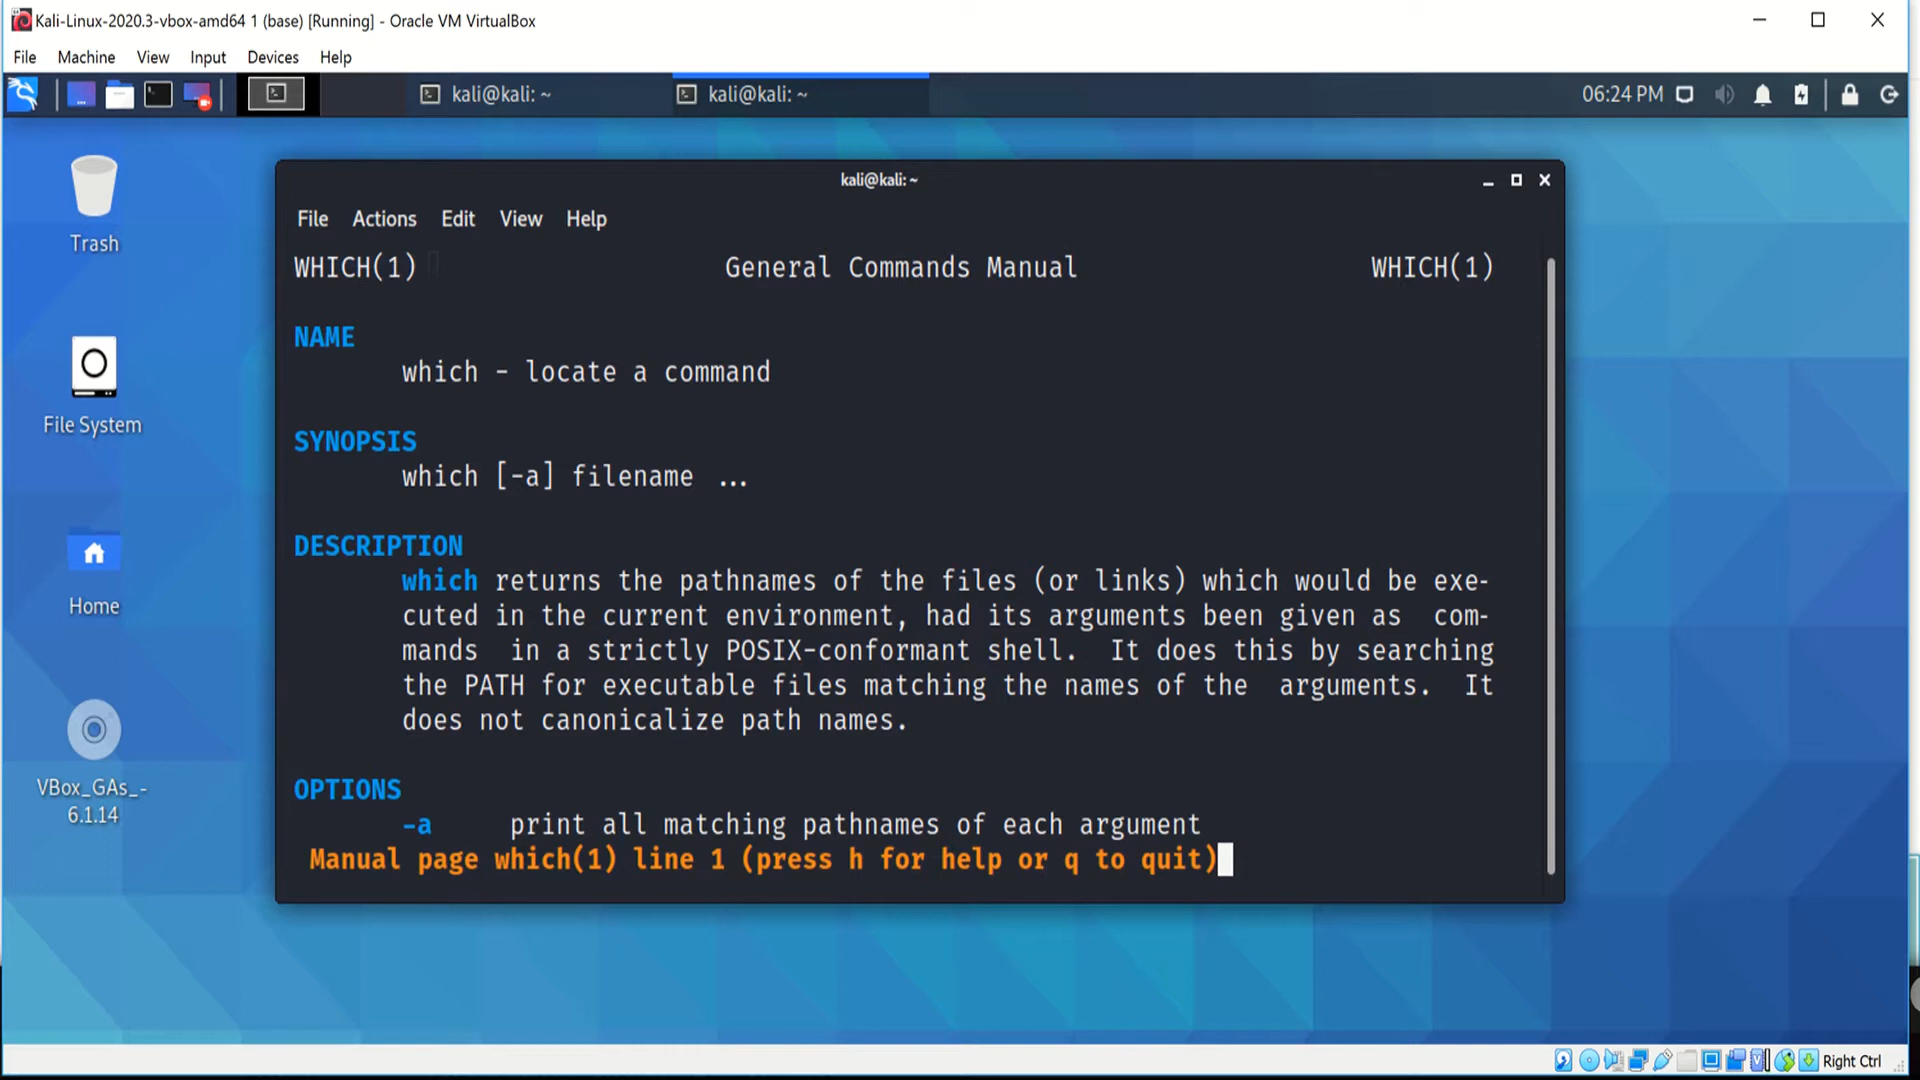 Kali-Linux-2020.3-vbox-amd64 1 (base) [Running] - Oracle VM VirtualBox
File Machine View Input Devices Help
kali@kali: ~ kali@kali: ~ 06:24 PM
Trash
File System
Home
VBox_GAs_-
6.1.14
kali@kali: ~
File Actions Edit View Help
WHICH(1) General Commands Manual WHICH(1)
NAME
which - locate a command
SYNOPSIS
which [-a] filename ...
DESCRIPTION
which returns the pathnames of the files (or links) which would be exe-
cuted in the current environment, had its arguments been given as com-
mands in a strictly POSIX-conformant shell. It does this by searching
the PATH for executable files matching the names of the arguments. It
does not canonicalize path names.
OPTIONS
-a print all matching pathnames of each argument
Manual page which(1) line 1 (press h for help or q to quit)
Right Ctrl